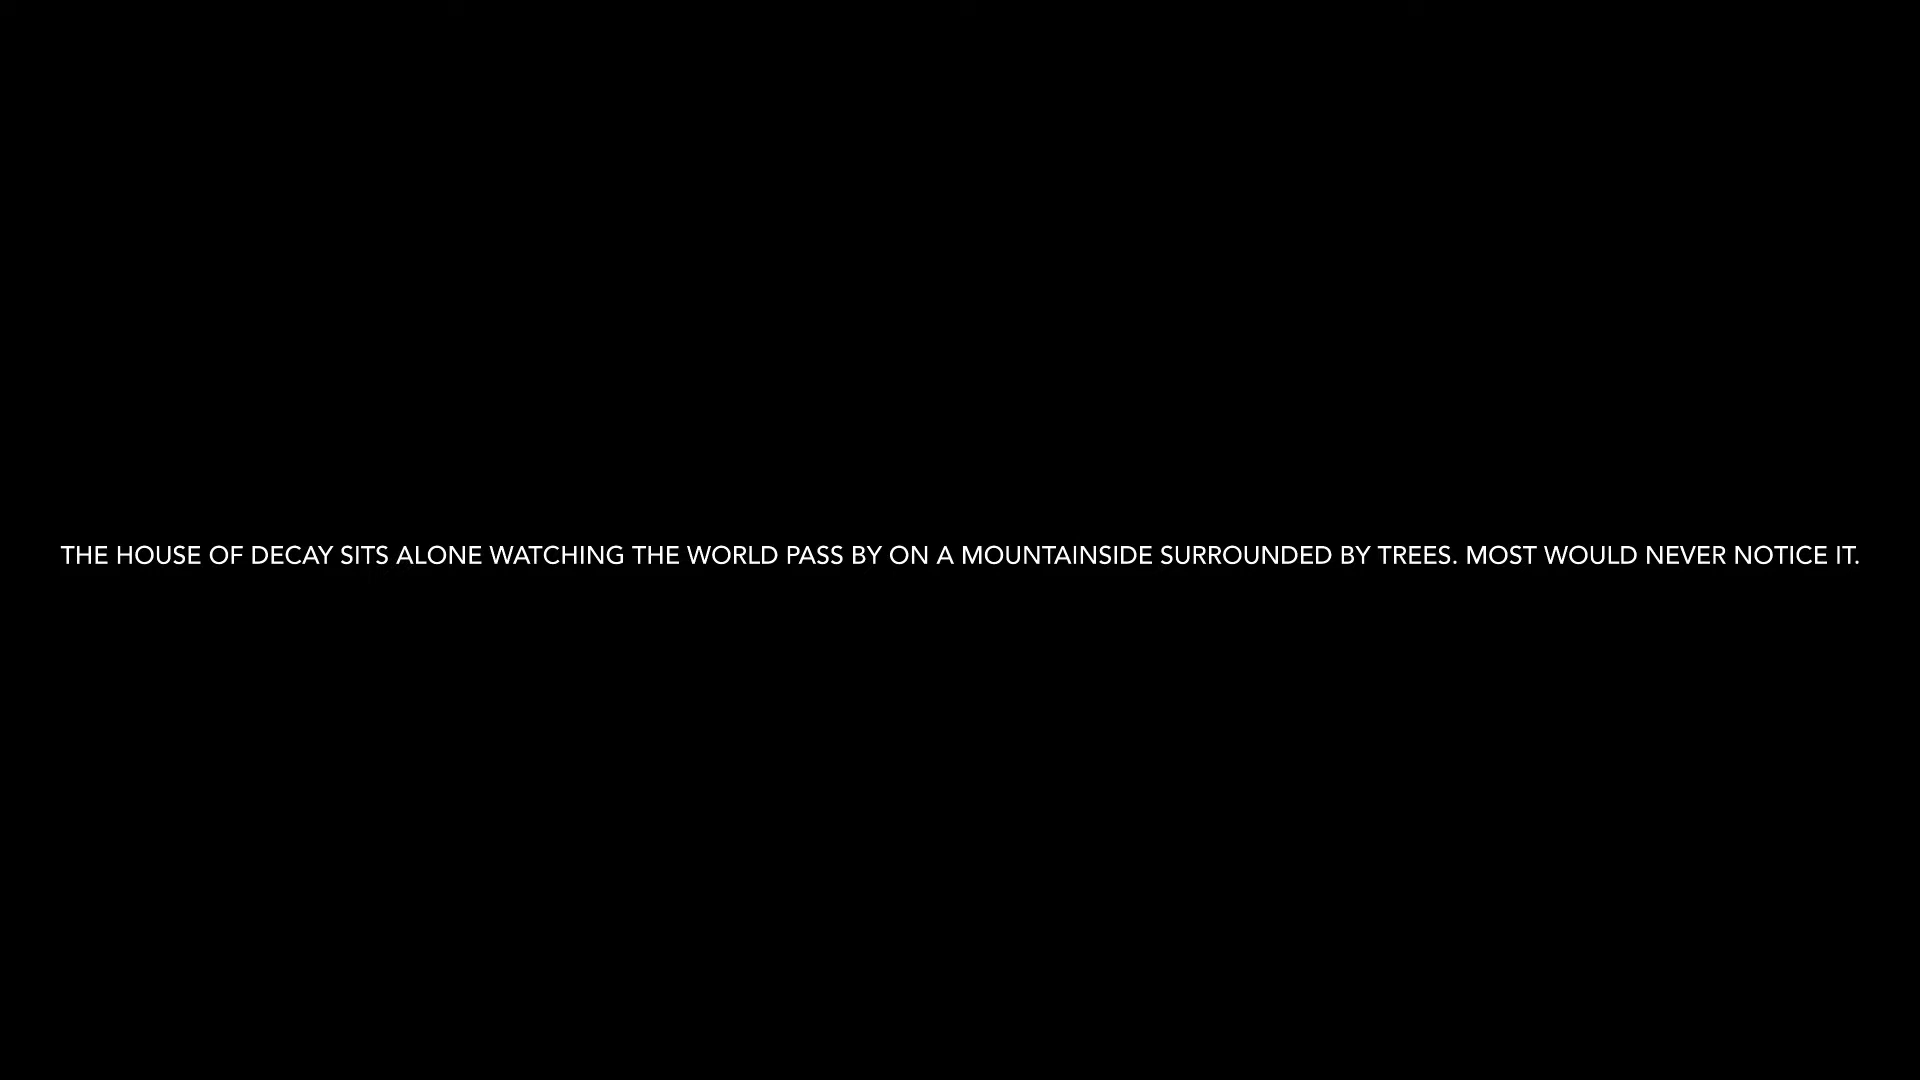 THE HOUSE OF DECAY SITS ALONE WATCHING THE WORLD PASS BY ON A MOUNTAINSIDE SURROUNDED BY TREES. MOST WOULD NEVER NOTICE IT.